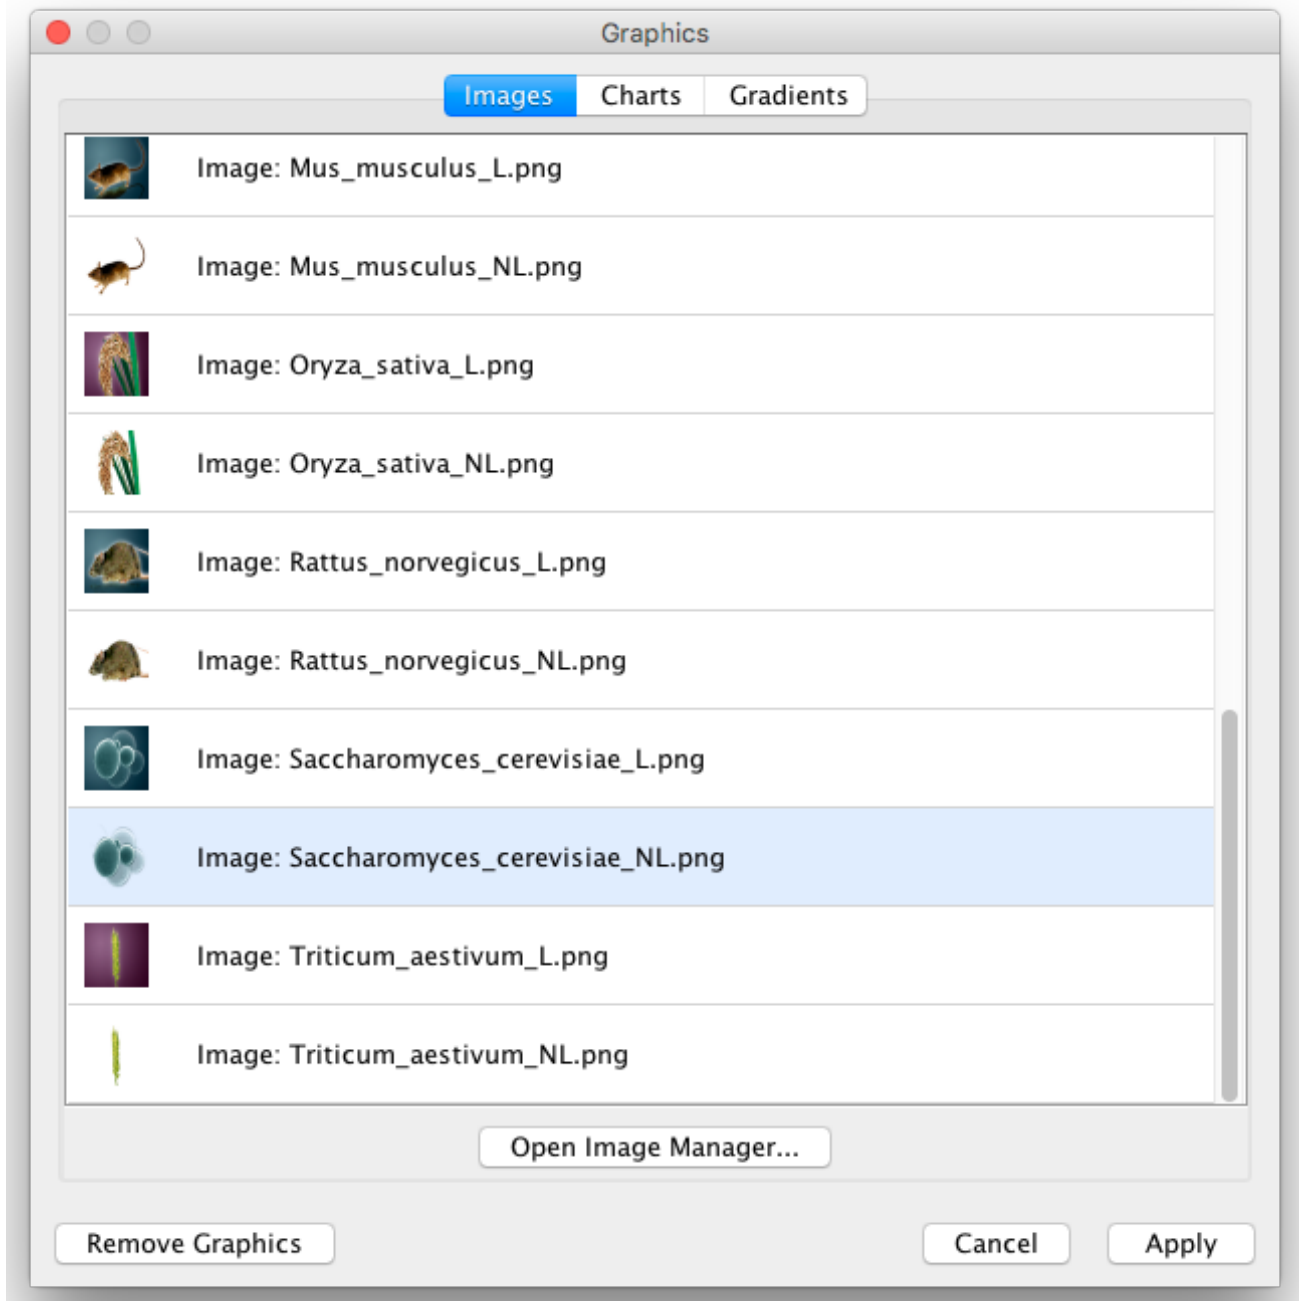 Graphics
Images Charts Gradients
Image: Mus_musculus_L.png
Image: Mus_musculus_NL.png
Image: Oryza_sativa_L.png
Image: Oryza_sativa_NL.png
Image: Rattus_norvegicus_L.png
Image: Rattus_norvegicus_NL.png
Image: Saccharomyces_cerevisiae_L.png
Image: Saccharomyces_cerevisiae_NL.png
Image: Triticum_aestivum_L.png
Image: Triticum_aestivum_NL.png
Open Image Manager...
Remove Graphics Cancel Apply